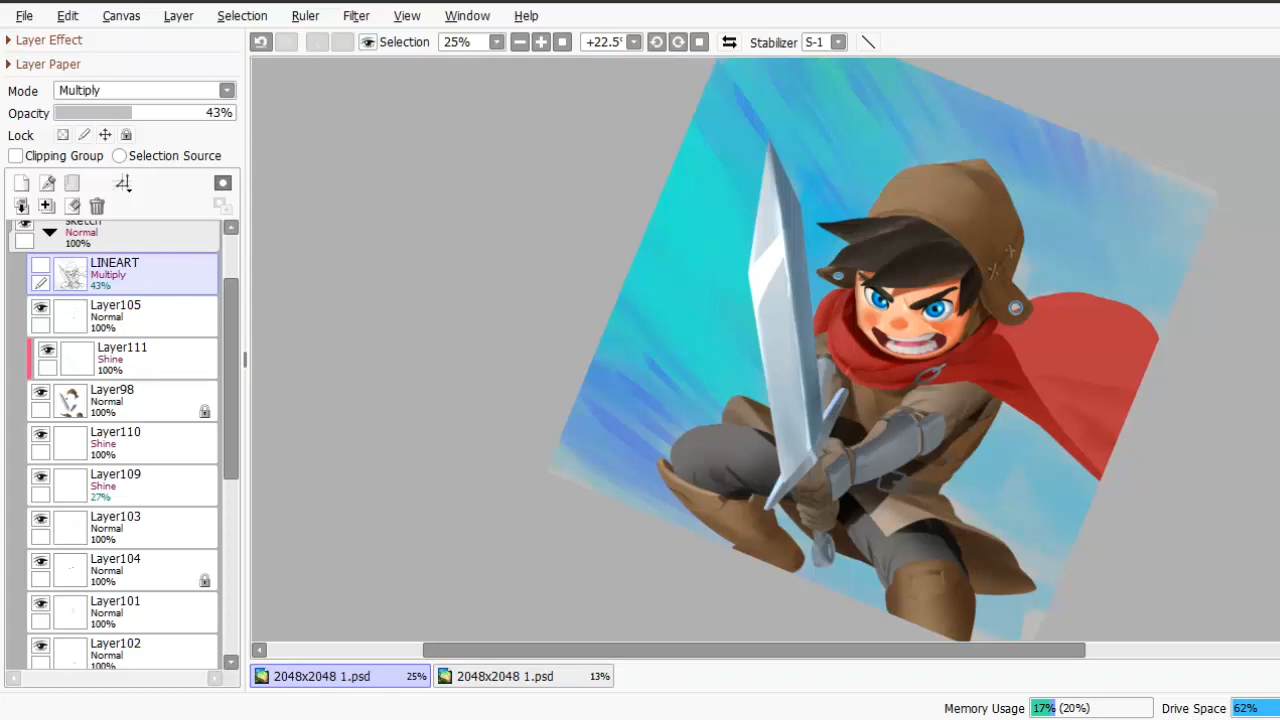 File Edit Canvas Layer Selection Ruler Filter View Window Help
Layer Effect
Selection 25% +22.5° Stabilizer S-1
Layer Paper
Mode Multiply
Opacity 43%
Lock
Clipping Group Selection Source
sketch
Normal
100%
LINEART
Multiply
43%
Layer105
Normal
100%
Layer111
Shine
100%
Layer98
Normal
100%
Layer110
Shine
100%
Layer109
Shine
27%
Layer103
Normal
100%
Layer104
Normal
100%
Layer101
Normal
100%
Layer102
Normal
100%
2048x2048 1.psd 25% 2048x2048 1.psd 13%
Memory Usage 17% (20%) Drive Space 62%